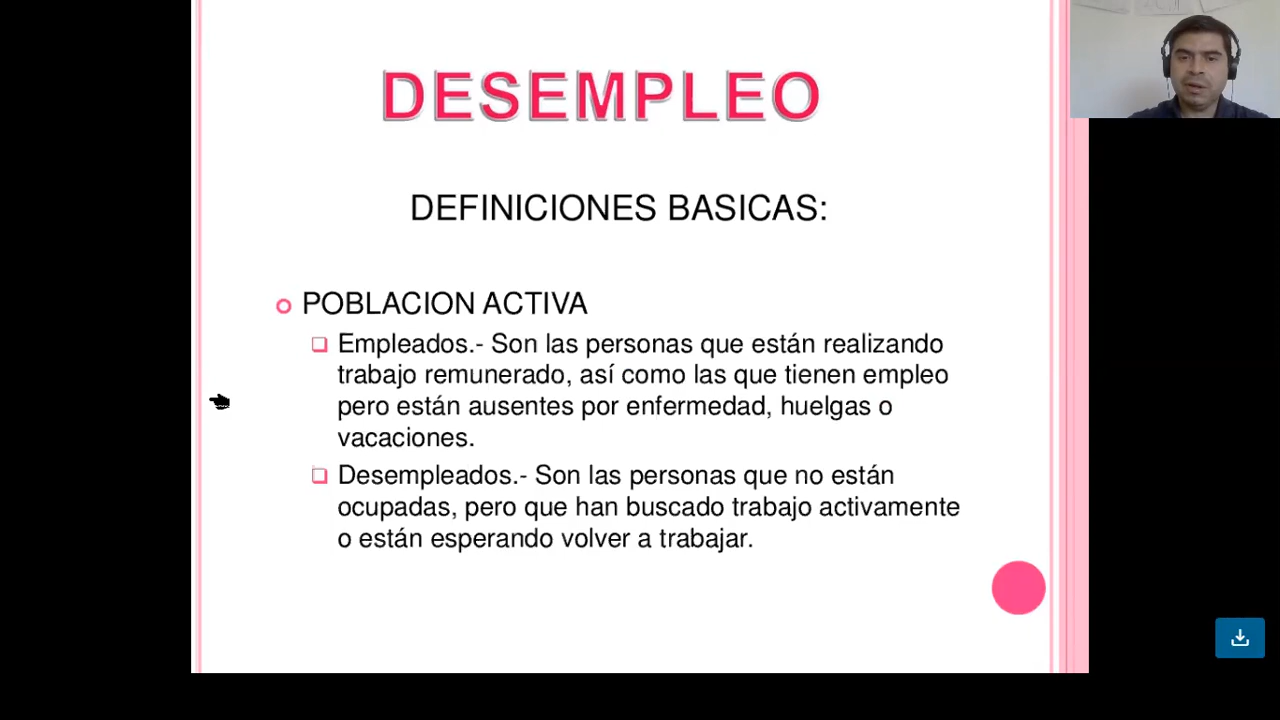 DESEMPLEO
DEFINICIONES BASICAS:
POBLACION ACTIVA
Empleados.- Son las personas que están realizando
trabajo remunerado, así como las que tienen empleo
pero están ausentes por enfermedad, huelgas o
vacaciones.
Desempleados.- Son las personas que no están
ocupadas, pero que han buscado trabajo activamente
o están esperando volver a trabajar.